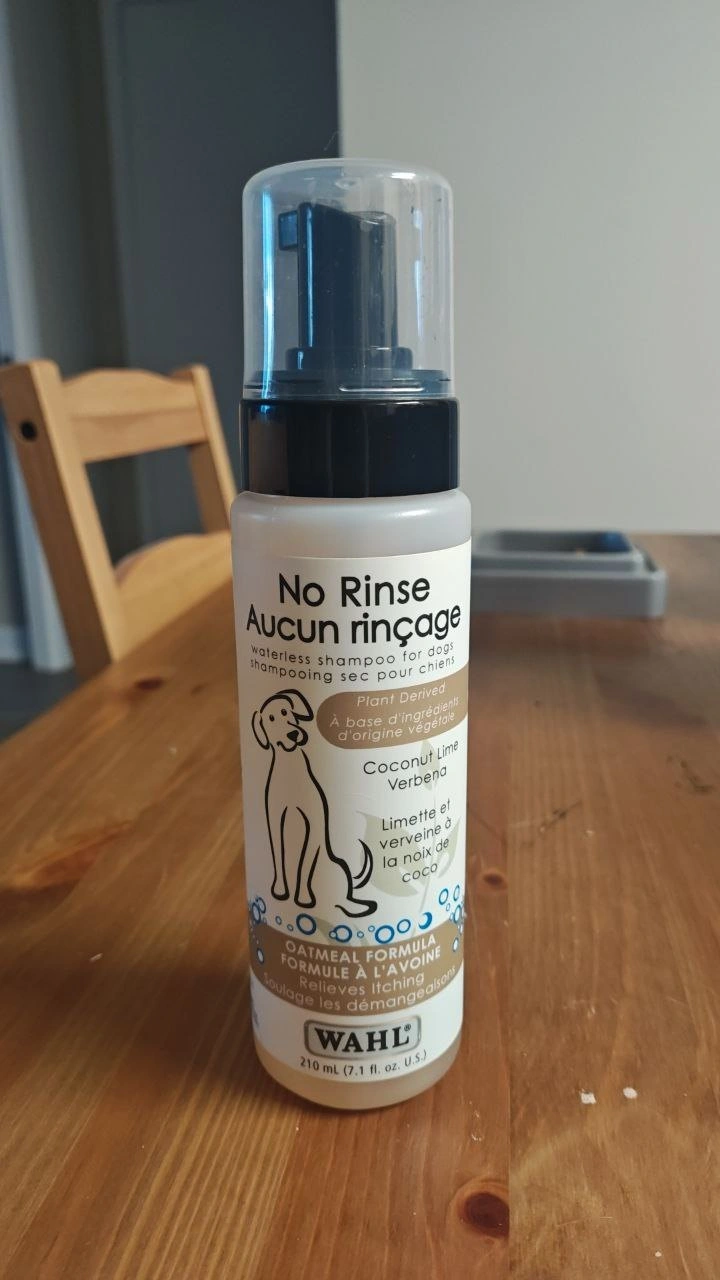 No Rinse
Aucun rinçage
waterless shampoo for dogs
shampooing sec pour chiens
Plant Derived
À base d'ingrédients
d'origine végétale
Coconut Lime
Verbena
Limette et
verveine à
la noix de
coco
OATMEAL FORMULA
FORMULE À L'AVOINE
Relieves Itching
Soulage les démangeaisons
WAHL®
210 mL (7.1 fl. oz. U.S.)